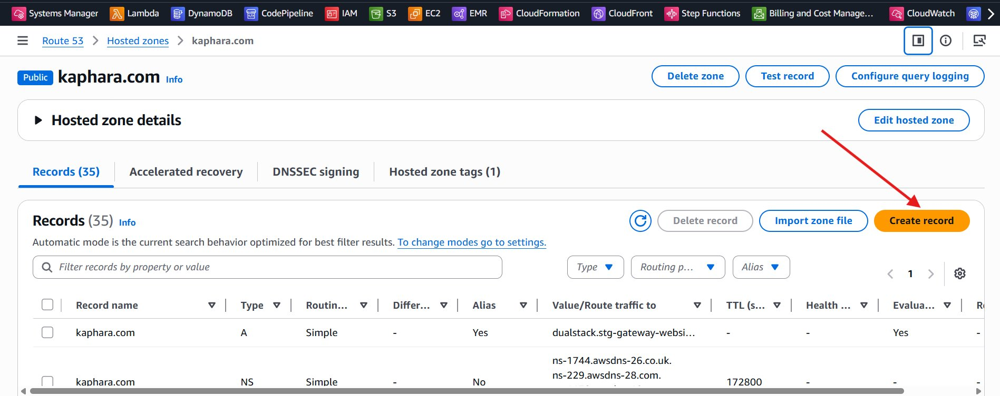 Systems Manager Lambda DynamoDB CodePipeline IAM S3 EC2 EMR CloudFormation CloudFront Step Functions Billing and Cost Manage... CloudWatch
Route 53 Hosted zones kaphara.com
Public kaphara.com Info Delete zone Test record Configure query logging
Hosted zone details Edit hosted zone
Records (35) Accelerated recovery DNSSEC signing Hosted zone tags (1)
Records (35) Info Delete record Import zone file Create record
Automatic mode is the current search behavior optimized for best filter results. To change modes go to settings.
Filter records by property or value Type Routing p... Alias 1
Record name Type Routin... Differ... Alias Value/Route traffic to TTL (s... Health ... Evalua...
kaphara.com A Simple - Yes dualstack.stg-gateway-websi... - - Yes -
ns-1744.awsdns-26.co.uk.
ns-229.awsdns-28.com.
kaphara.com NS Simple - No 172800 - - -